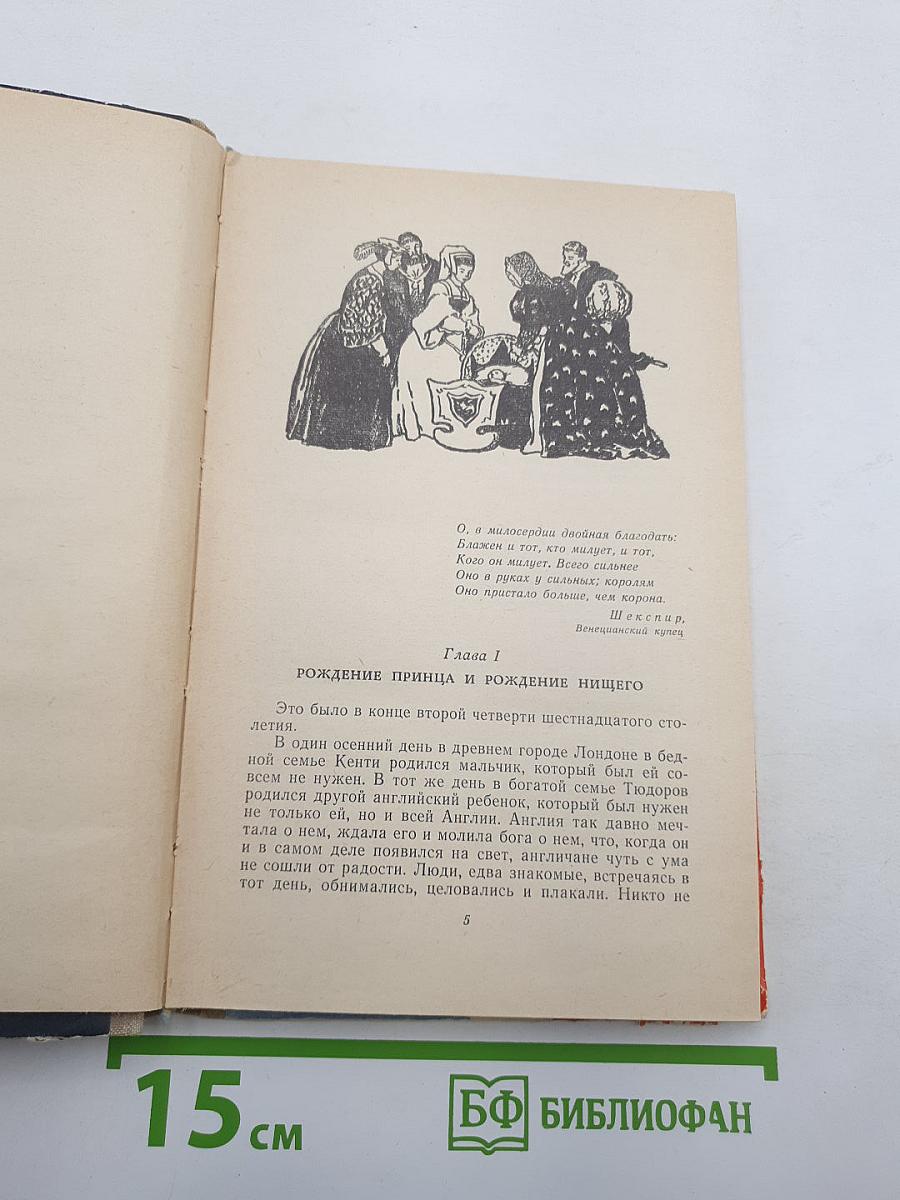 О, в милосердии двойная благодать:
Блажен и тот, кто милует, и тот,
Кого он милует. Всего сильнее
Оно в руках у сильных; королям
Оно пристало больше, чем корона.
Шекспир,
Венецианский купец
Глава I
РОЖДЕНИЕ ПРИНЦА И РОЖДЕНИЕ НИЩЕГО
Это было в конце второй четверти шестнадцатого сто-
летия.
В один осенний день в древнем городе Лондоне в бед-
ной семье Кенти родился мальчик, который был ей со-
всем не нужен. В тот же день в богатой семье Тюдоров
родился другой английский ребенок, который был нужен
не только ей, но и всей Англии. Англия так давно меч-
тала о нем, ждала его и молила бога о нем, что, когда он
и в самом деле появился на свет, англичане чуть с ума
не сошли от радости. Люди, едва знакомые, встречаясь в
тот день, обнимались, целовались и плакали. Никто не
5
15 см
БФ БИБЛИОФАН